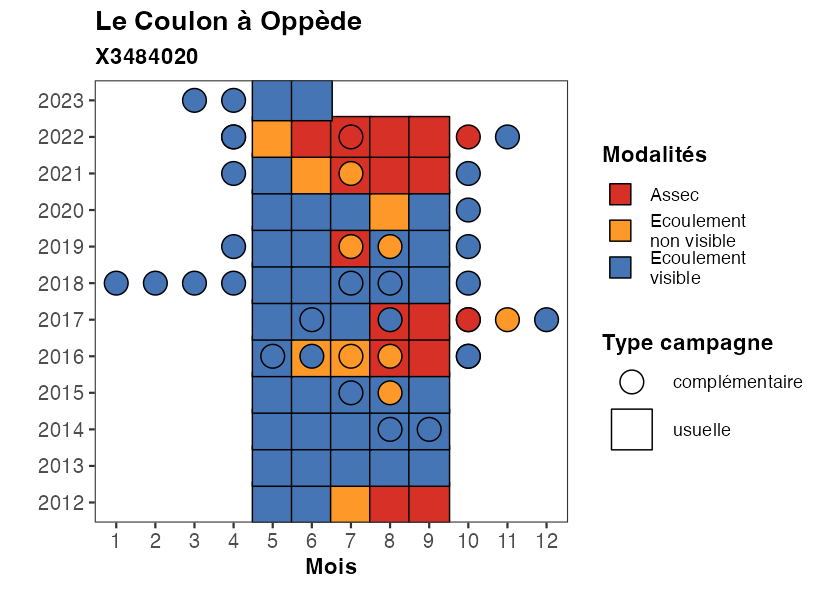 Le Coulon à Oppède
X3484020
2023
2022
2021
2020
2019
2018
2017
2016
2015
2014
2013
2012
1 2 3 4 5 6 7 8 9 10 11 12
Mois
Modalités
Assec
Ecoulement
non visible
Ecoulement
visible
Type campagne
complémentaire
usuelle